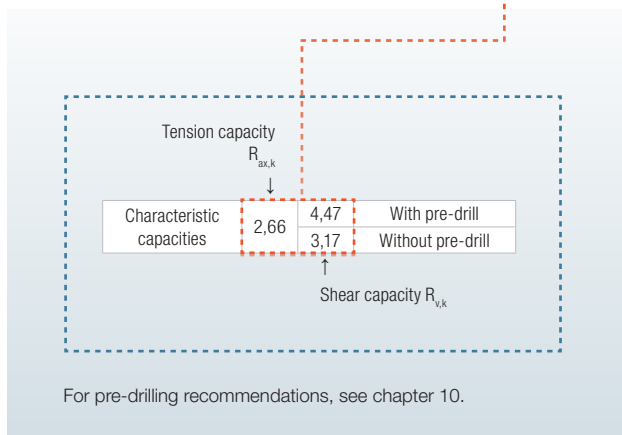 Tension capacity
R_ax,k
↓
Characteristic capacities 2,66 4,47 With pre-drill
3,17 Without pre-drill
↑
Shear capacity R_v,k
For pre-drilling recommendations, see chapter 10.